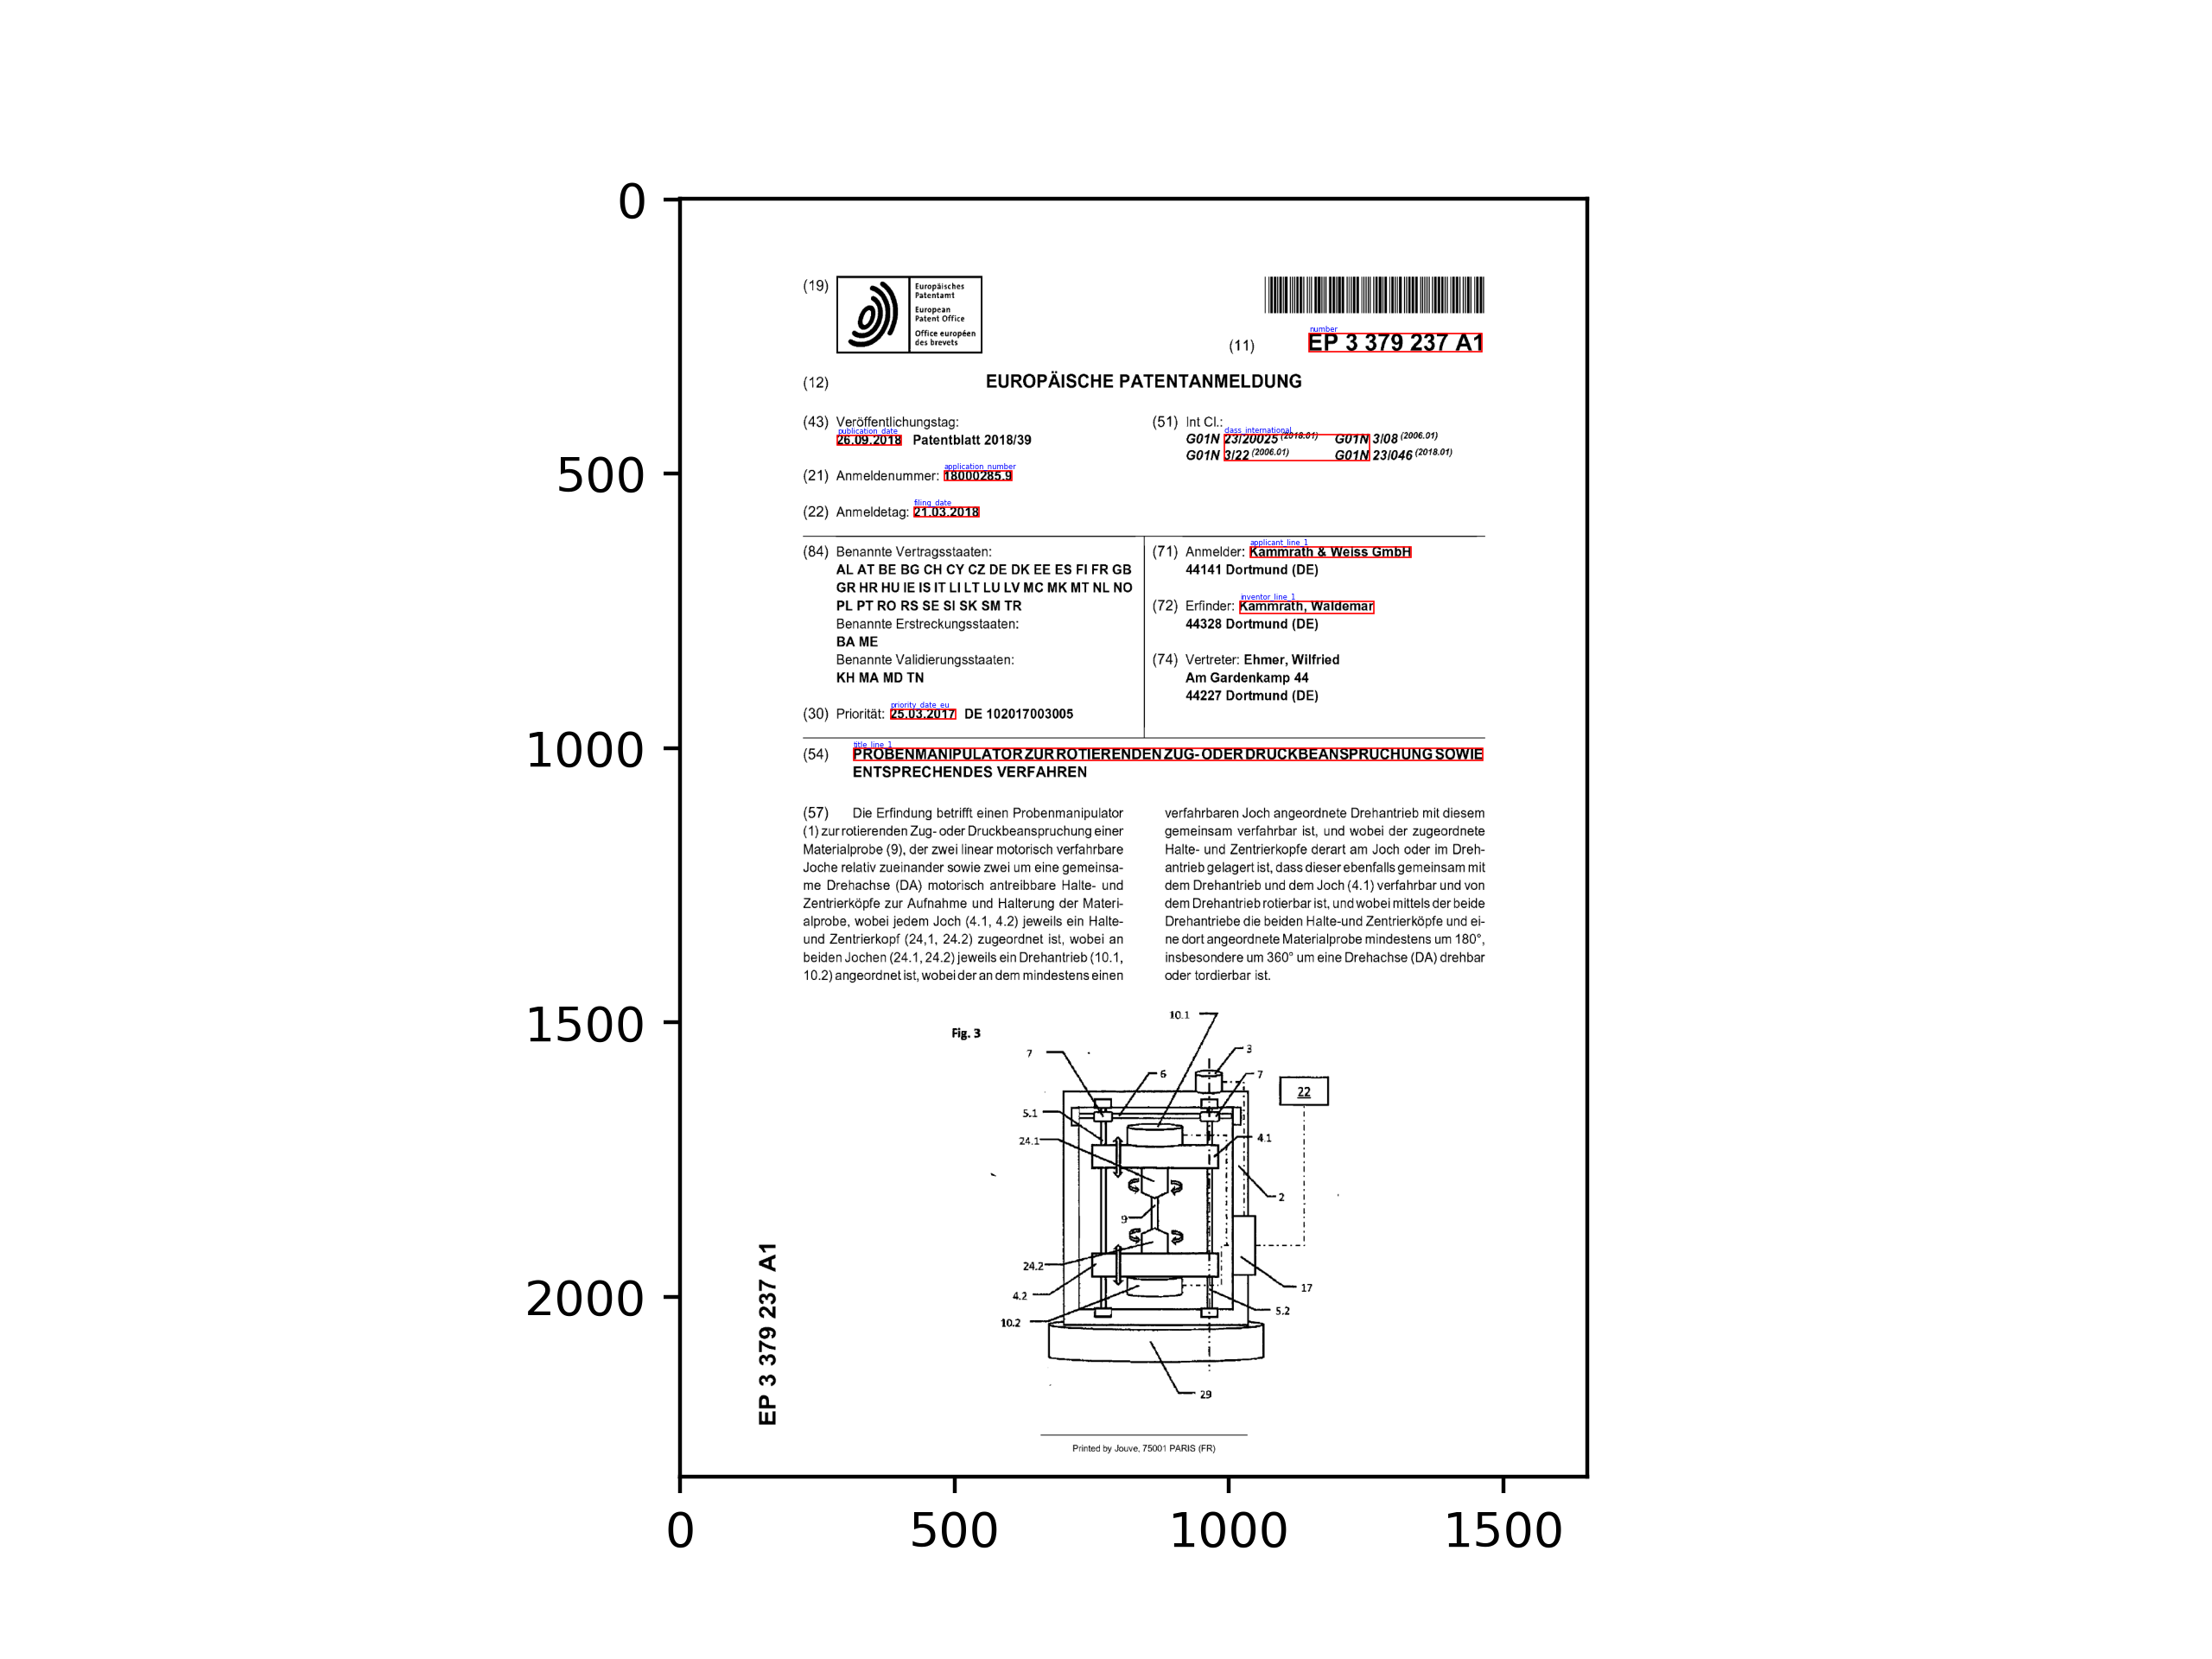 0
500
1000
1500
2000
0
500
1000
1500
(19)
Europäisches
Patentamt
European
Patent Office
Office européen
des brevets
number
(11)
EP 3 379 237 A1
(12)
EUROPÄISCHE PATENTANMELDUNG
(43) Veröffentlichungstag:
publication_date
26.09.2018 Patentblatt 2018/39
application_number
(21) Anmeldenummer: 18000285.9
filing_date
(22) Anmeldetag: 21.03.2018
(51) Int Cl.:
class_international
G01N 23/20025 (2018.01) G01N 3/08 (2006.01)
G01N 3/22 (2006.01) G01N 23/046 (2018.01)
(84) Benannte Vertragsstaaten:
AL AT BE BG CH CY CZ DE DK EE ES FI FR GB
GR HR HU IE IS IT LI LT LU LV MC MK MT NL NO
PL PT RO RS SE SI SK SM TR
Benannte Erstreckungsstaaten:
BA ME
Benannte Validierungsstaaten:
KH MA MD TN
priority_date_eu
(30) Priorität: 25.03.2017 DE 102017003005
applicant_line_1
(71) Anmelder: Kammrath & Weiss GmbH
44141 Dortmund (DE)
inventor_line_1
(72) Erfinder: Kammrath, Waldemar
44328 Dortmund (DE)
(74) Vertreter: Ehmer, Wilfried
Am Gardenkamp 44
44227 Dortmund (DE)
title_line_1
(54) PROBENMANIPULATOR ZUR ROTIERENDEN ZUG- ODER DRUCKBEANSPRUCHUNG SOWIE
ENTSPRECHENDES VERFAHREN
(57) Die Erfindung betrifft einen Probenmanipulator
(1) zur rotierenden Zug- oder Druckbeanspruchung einer
Materialprobe (9), der zwei linear motorisch verfahrbare
Joche relativ zueinander sowie zwei um eine gemeinsa-
me Drehachse (DA) motorisch antreibbare Halte- und
Zentrierköpfe zur Aufnahme und Halterung der Materi-
alprobe, wobei jedem Joch (4.1, 4.2) jeweils ein Halte-
und Zentrierkopf (24,1, 24.2) zugeordnet ist, wobei an
beiden Jochen (24.1, 24.2) jeweils ein Drehantrieb (10.1,
10.2) angeordnet ist, wobei der an dem mindestens einen
verfahrbaren Joch angeordnete Drehantrieb mit diesem
gemeinsam verfahrbar ist, und wobei der zugeordnete
Halte- und Zentrierkopfe derart am Joch oder im Dreh-
antrieb gelagert ist, dass dieser ebenfalls gemeinsam mit
dem Drehantrieb und dem Joch (4.1) verfahrbar und von
dem Drehantrieb rotierbar ist, und wobei mittels der beide
Drehantriebe die beiden Halte-und Zentrierköpfe und ei-
ne dort angeordnete Materialprobe mindestens um 180°,
insbesondere um 360° um eine Drehachse (DA) drehbar
oder tordierbar ist.
Fig. 3
10.1
7
3
6
7
22
5.1
24.1
4.1
2
9
24.2
4.2
17
5.2
10.2
29
EP 3 379 237 A1
Printed by Jouve, 75001 PARIS (FR)